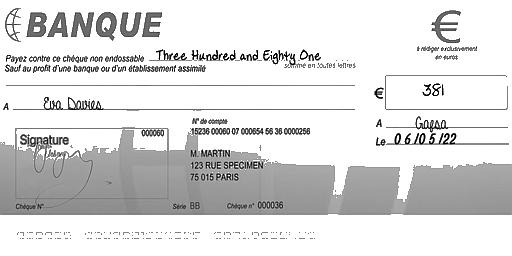 BANQUE
€
à rédiger exclusivement
en euros
Payez contre ce chèque non endossable Three Hundred and Eighty One
somme en toutes lettres
Sauf au profit d'une banque ou d'un établissement assimilé
€ 381
A Eva Davies
A Gafsa
Le 06/05/22
Signature
000060
N° de compte
15236 00060 07 000654 56 36 0000256
M. MARTIN
123 RUE SPECIMEN
75 015 PARIS
Chèque N°
Série BB
Chèque n° 000036